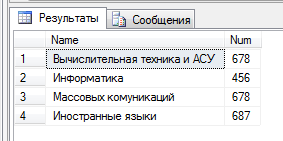 Результаты Сообщения
Name Num
1 Вычислительная техника и АСУ 678
2 Информатика 456
3 Массовых комуникаций 678
4 Иностранные языки 687